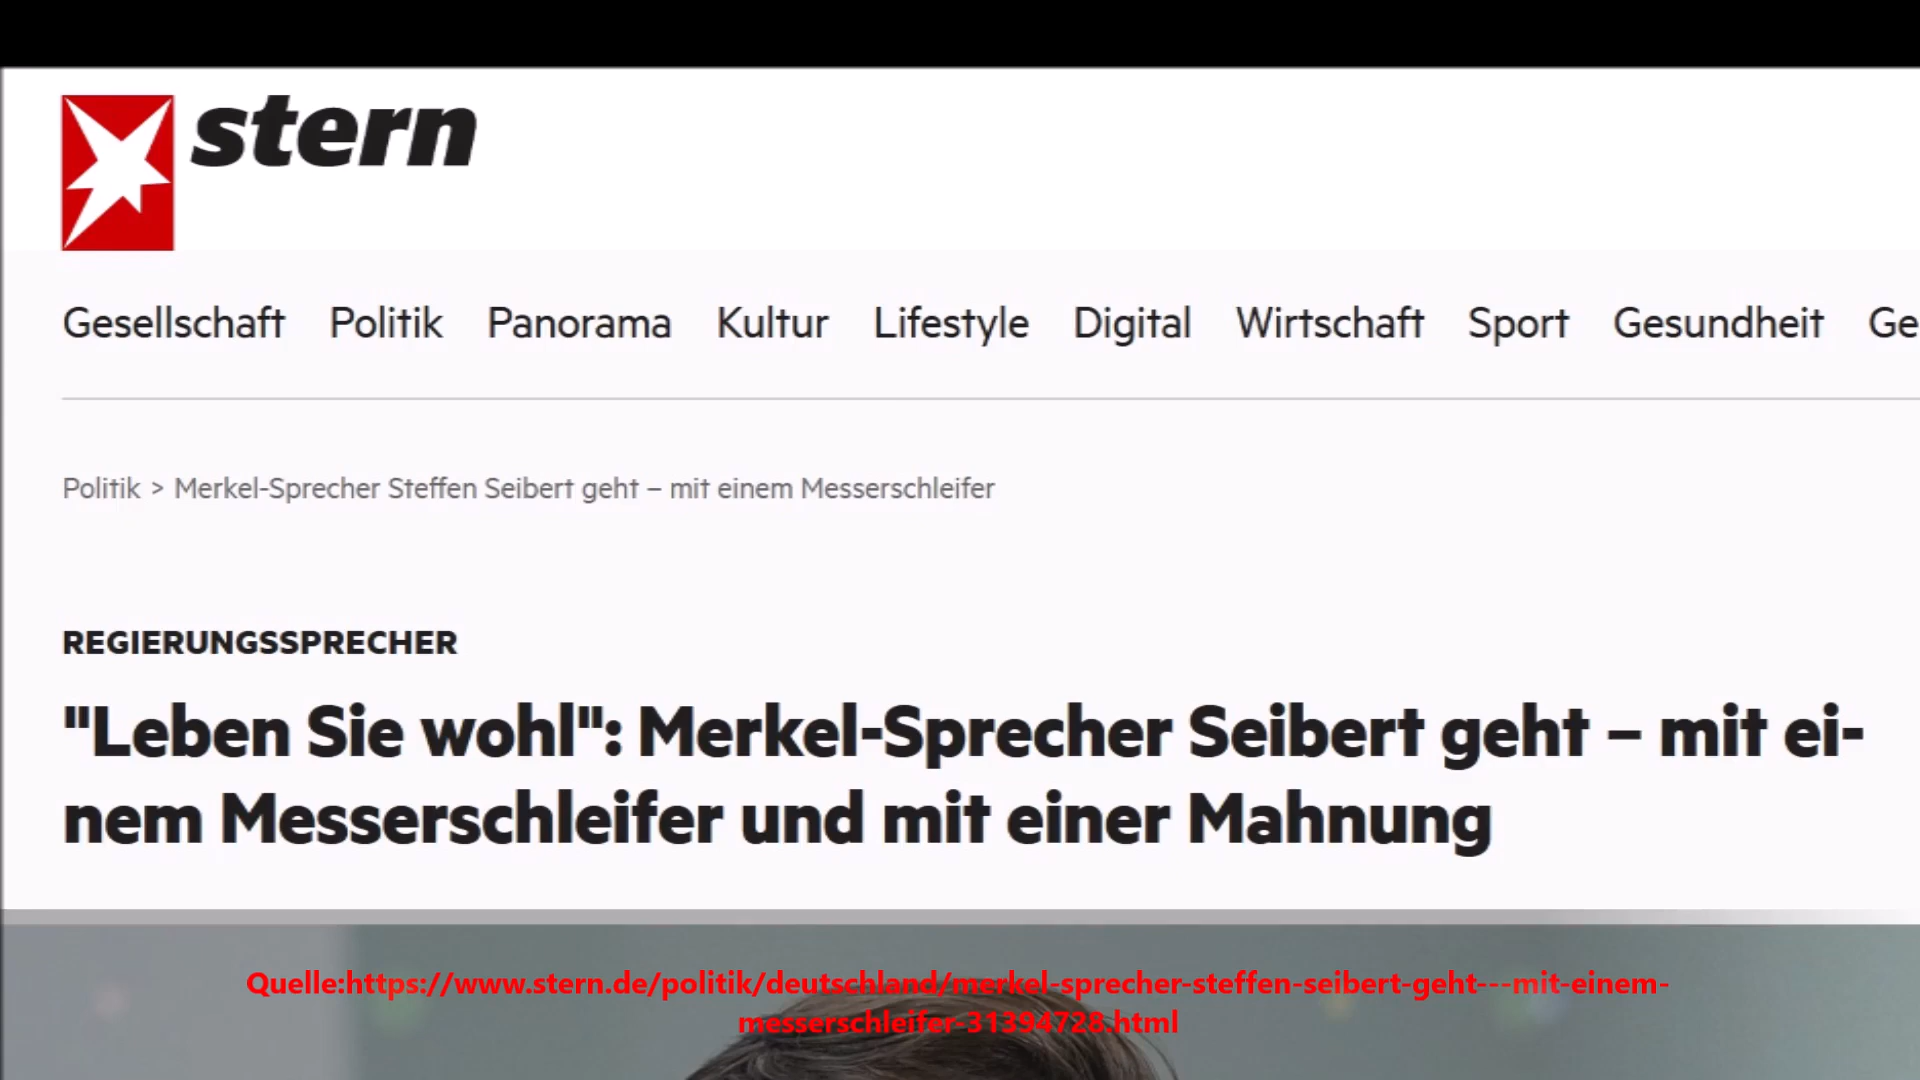 stern
Gesellschaft Politik Panorama Kultur Lifestyle Digital Wirtschaft Sport Gesundheit Ge
Politik > Merkel-Sprecher Steffen Seibert geht – mit einem Messerschleifer
REGIERUNGSSPRECHER
"Leben Sie wohl": Merkel-Sprecher Seibert geht – mit ei-
nem Messerschleifer und mit einer Mahnung
Quelle:https://www.stern.de/politik/deutschland/merkel-sprecher-steffen-seibert-geht---mit-einem-
messerschleifer-31394728.html